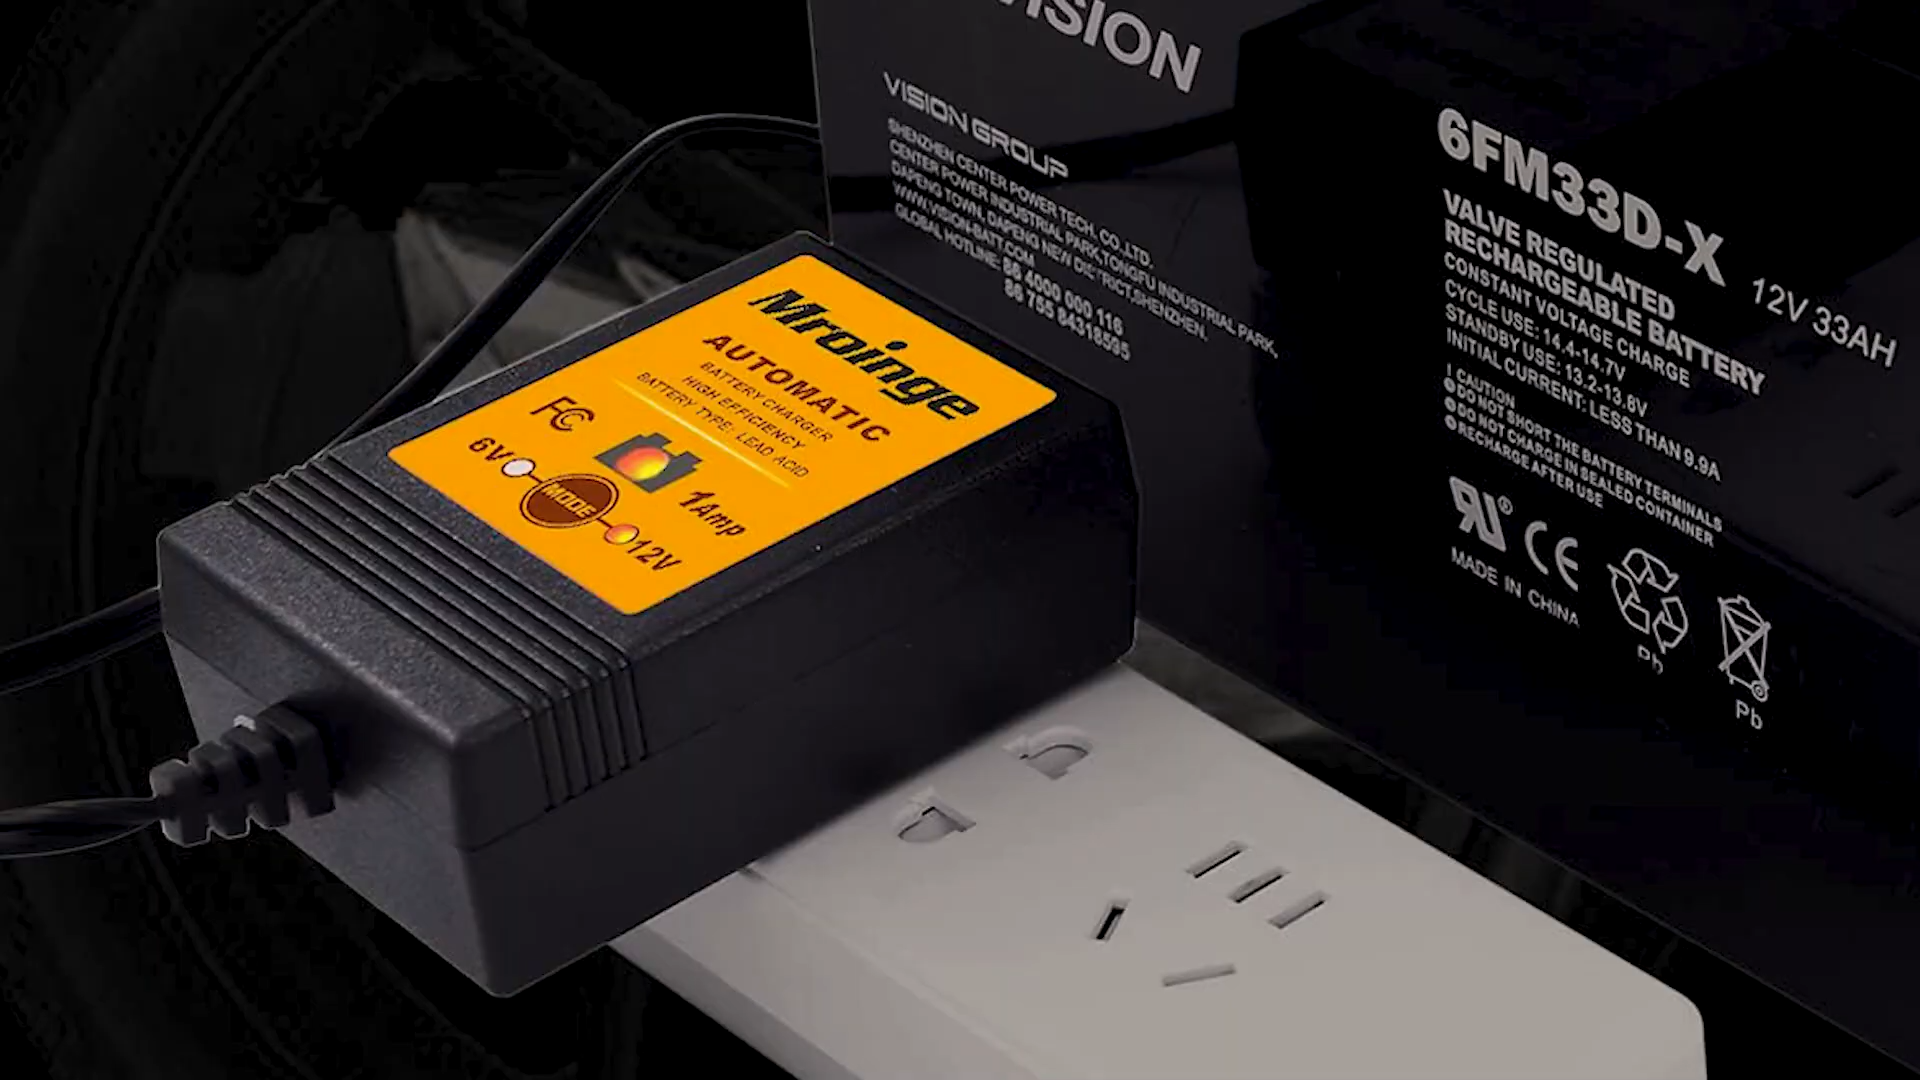 VISION
VISION GROUP
SHENZHEN CENTER POWER TECH. CO.,LTD.
CENTER POWER INDUSTRIAL PARK,TONGFU INDUSTRIAL PARK,
DAPENG TOWN, DAPENG NEW DISTRICT,SHENZHEN.
WWW.VISION-BATT.COM
GLOBAL HOTLINE: 86 4000 000 116
86 755 84318595
6FM33D-X 12V 33AH
VALVE REGULATED
RECHARGEABLE BATTERY
CONSTANT VOLTAGE CHARGE
CYCLE USE: 14.4-14.7V
STANDBY USE: 13.2-13.8V
INITIAL CURRENT: LESS THAN 9.9A
! CAUTION
DO NOT SHORT THE BATTERY TERMINALS
DO NOT CHARGE IN SEALED CONTAINER
RECHARGE AFTER USE
CE
MADE IN CHINA
Pb
Pb
Mroinge
AUTOMATIC
BATTERY CHARGER
HIGH EFFICIENCY
BATTERY TYPE: LEAD ACID
FC
6V MODE 12V
1Amp